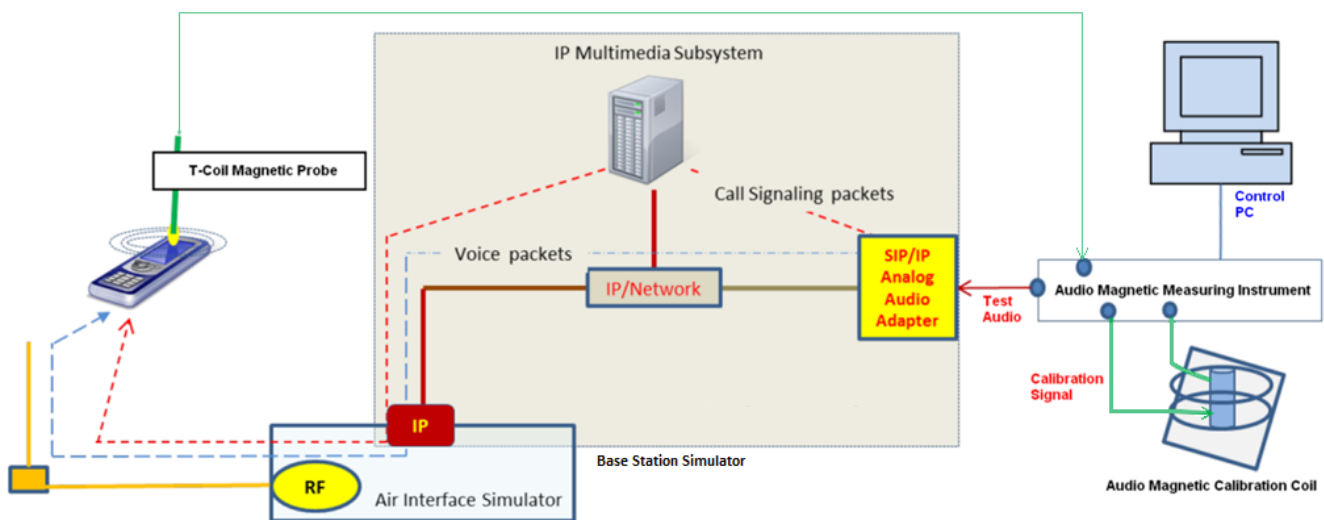 IP Multimedia Subsystem
T-Coil Magnetic Probe
Call Signaling packets
Control
PC
Voice packets
SIP/IP
Analog
Audio
Adapter
IP/Network
Test
Audio
Audio Magnetic Measuring Instrument
Calibration
Signal
IP
Base Station Simulator
RF
Air Interface Simulator
Audio Magnetic Calibration Coil